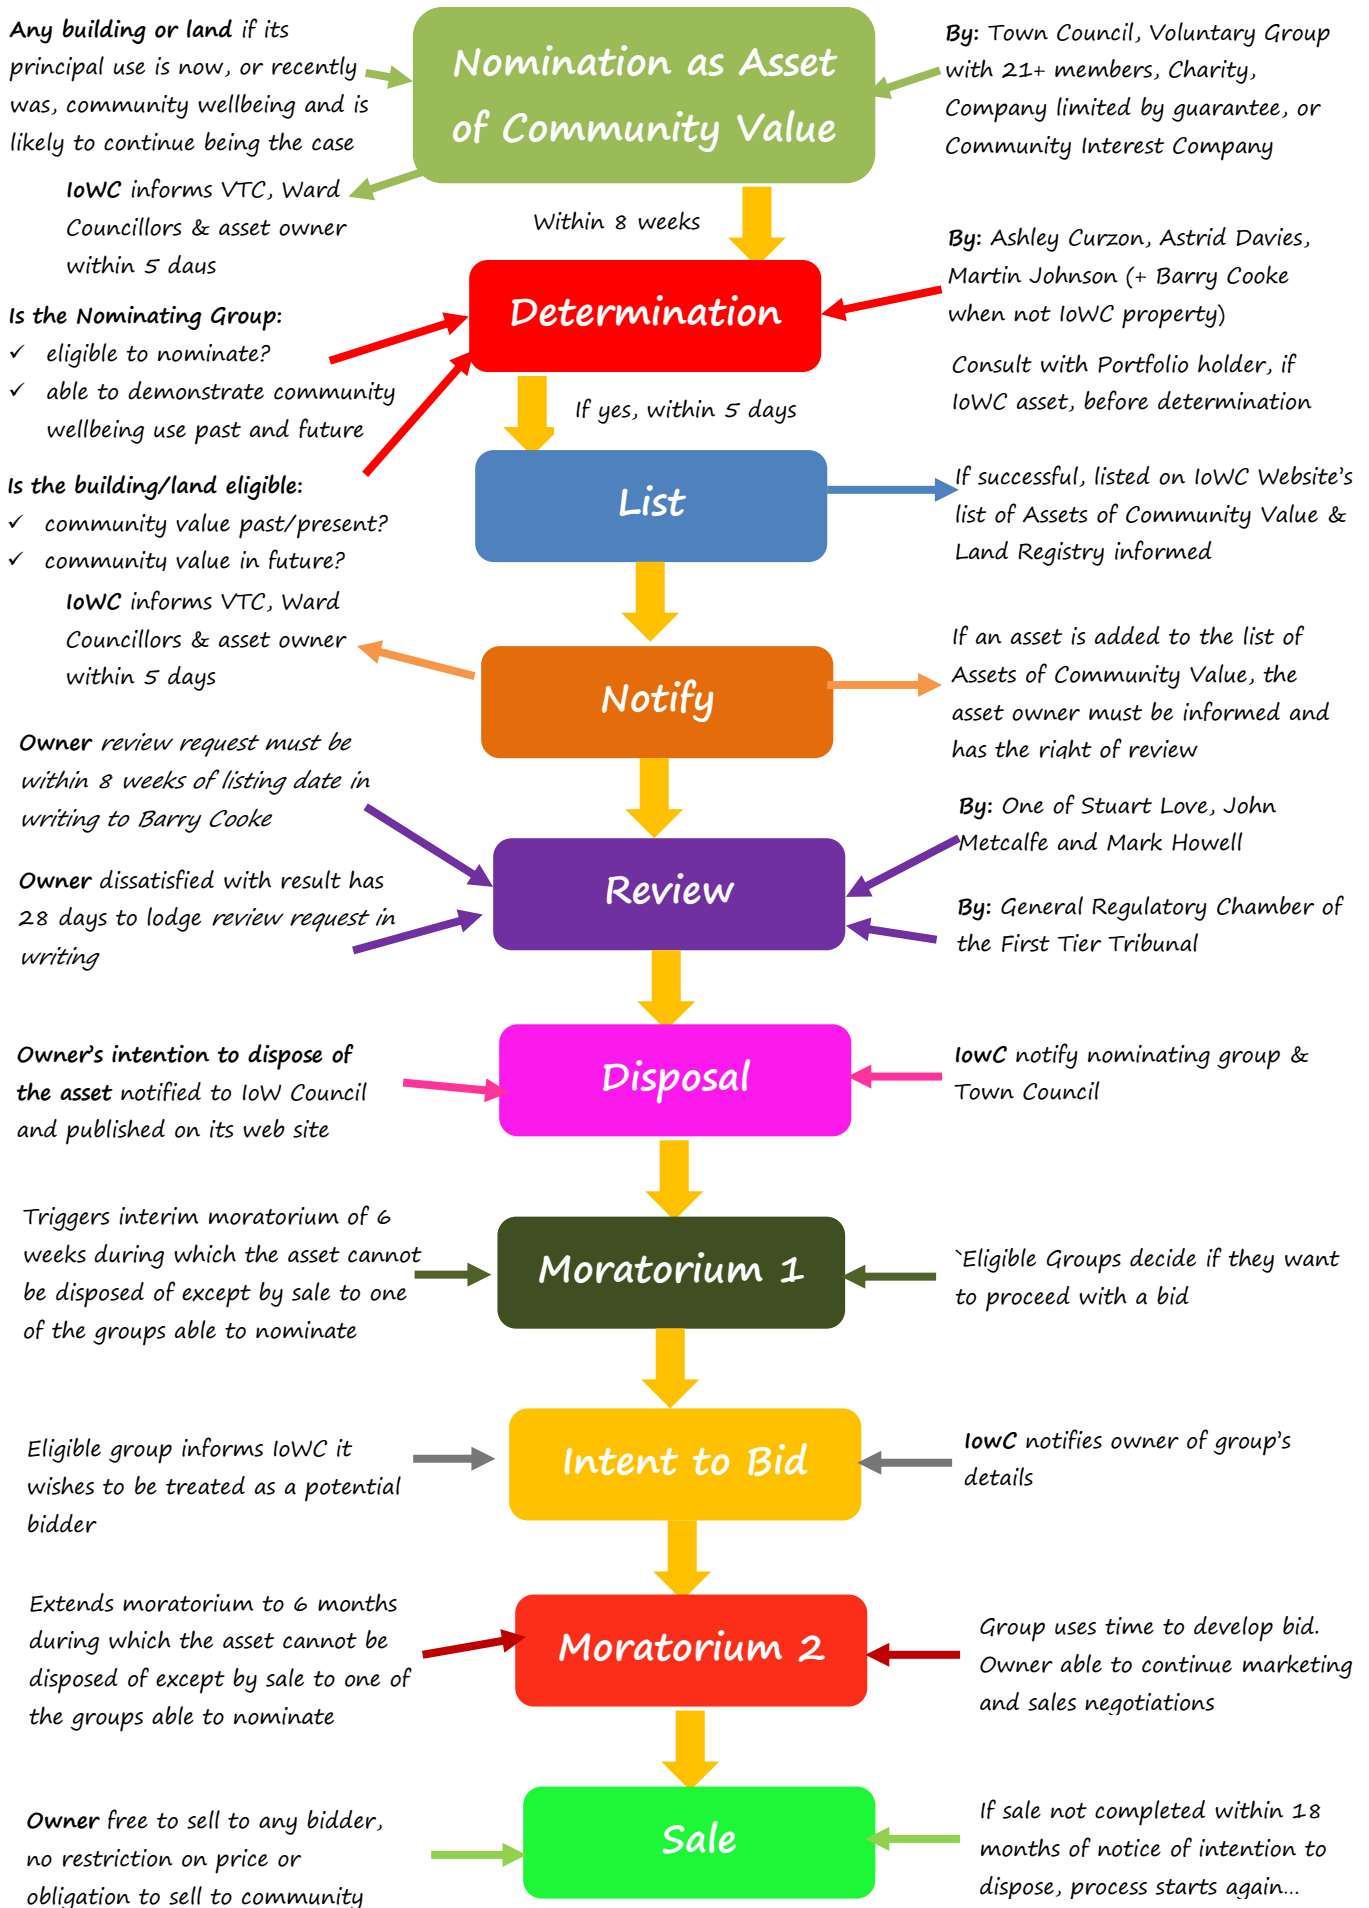 Any building or land if its
principal use is now, or recently
was, community wellbeing and is
likely to continue being the case
Nomination as Asset
of Community Value
By: Town Council, Voluntary Group
with 21+ members, Charity,
Company limited by guarantee, or
Community Interest Company
IoWC informs VTC, Ward
Councillors & asset owner
within 5 days
Within 8 weeks
Determination
By: Ashley Curzon, Astrid Davies,
Martin Johnson (+ Barry Cooke
when not IoWC property)
Consult with Portfolio holder, if
IoWC asset, before determination
Is the Nominating Group:
✓ eligible to nominate?
✓ able to demonstrate community
wellbeing use past and future
If yes, within 5 days
Is the building/land eligible:
✓ community value past/present?
✓ community value in future?
List
If successful, listed on IoWC Website's
list of Assets of Community Value &
Land Registry informed
IoWC informs VTC, Ward
Councillors & asset owner
within 5 days
Notify
If an asset is added to the list of
Assets of Community Value, the
asset owner must be informed and
has the right of review
Owner review request must be
within 8 weeks of listing date in
writing to Barry Cooke
Owner dissatisfied with result has
28 days to lodge review request in
writing
Review
By: One of Stuart Love, John
Metcalfe and Mark Howell
By: General Regulatory Chamber of
the First Tier Tribunal
Owner's intention to dispose of
the asset notified to IoW Council
and published on its web site
Disposal
IowC notify nominating group &
Town Council
Triggers interim moratorium of 6
weeks during which the asset cannot
be disposed of except by sale to one
of the groups able to nominate
Moratorium 1
`Eligible Groups decide if they want
to proceed with a bid
Eligible group informs IoWC it
wishes to be treated as a potential
bidder
Intent to Bid
IowC notifies owner of group's
details
Extends moratorium to 6 months
during which the asset cannot be
disposed of except by sale to one of
the groups able to nominate
Moratorium 2
Group uses time to develop bid.
Owner able to continue marketing
and sales negotiations
Owner free to sell to any bidder,
no restriction on price or
obligation to sell to community
Sale
If sale not completed within 18
months of notice of intention to
dispose, process starts again...